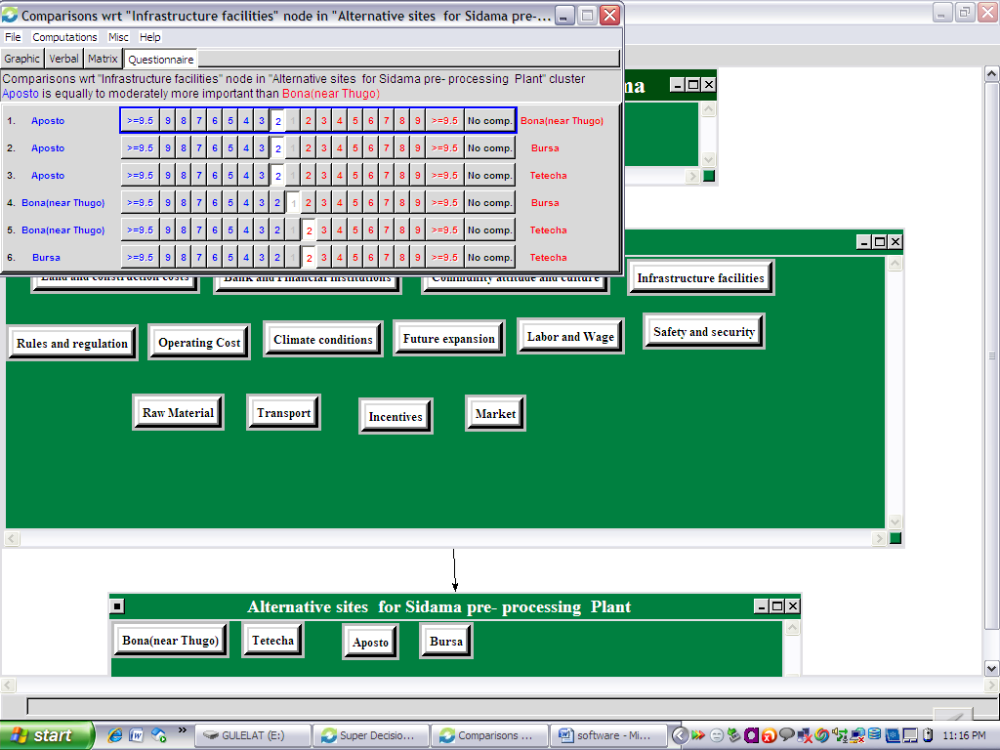 Comparisons wrt "Infrastructure facilities" node in "Alternative sites for Sidama pre-...
File Computations Misc Help
Graphic Verbal Matrix Questionnaire
Comparisons wrt "Infrastructure facilities" node in "Alternative sites for Sidama pre- processing Plant" cluster
Aposto is equally to moderately more important than Bona(near Thugo)
ma
1. Aposto >=9.5 9 8 7 6 5 4 3 2 1 2 3 4 5 6 7 8 9 >=9.5 No comp. Bona(near Thugo)
2. Aposto >=9.5 9 8 7 6 5 4 3 2 1 2 3 4 5 6 7 8 9 >=9.5 No comp. Bursa
3. Aposto >=9.5 9 8 7 6 5 4 3 2 1 2 3 4 5 6 7 8 9 >=9.5 No comp. Tetecha
4. Bona(near Thugo) >=9.5 9 8 7 6 5 4 3 2 1 2 3 4 5 6 7 8 9 >=9.5 No comp. Bursa
5. Bona(near Thugo) >=9.5 9 8 7 6 5 4 3 2 1 2 3 4 5 6 7 8 9 >=9.5 No comp. Tetecha
6. Bursa >=9.5 9 8 7 6 5 4 3 2 1 2 3 4 5 6 7 8 9 >=9.5 No comp. Tetecha
Land and construction costs Bank and Financial institutions Community attitude and culture Infrastructure facilities
Rules and regulation Operating Cost Climate conditions Future expansion Labor and Wage Safety and security
Raw Material Transport Incentives Market
Alternative sites for Sidama pre- processing Plant
Bona(near Thugo) Tetecha Aposto Bursa
start GULELAT (E:) Super Decisio... Comparisons ... software - Mi... 11:16 PM